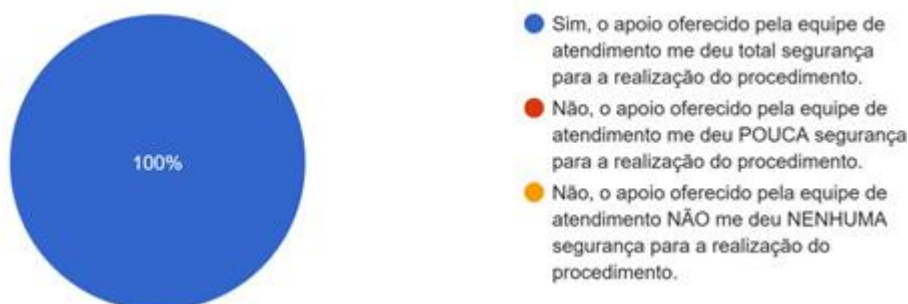 100%
Sim, o apoio oferecido pela equipe de
atendimento me deu total segurança
para a realização do procedimento.
Não, o apoio oferecido pela equipe de
atendimento me deu POUCA segurança
para a realização do procedimento.
Não, o apoio oferecido pela equipe de
atendimento NÃO me deu NENHUMA
segurança para a realização do
procedimento.